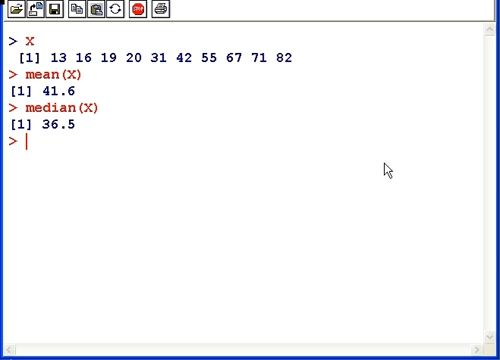 > X
[1] 13 16 19 20 31 42 55 67 71 82
> mean(X)
[1] 41.6
> median(X)
[1] 36.5
>
STOP